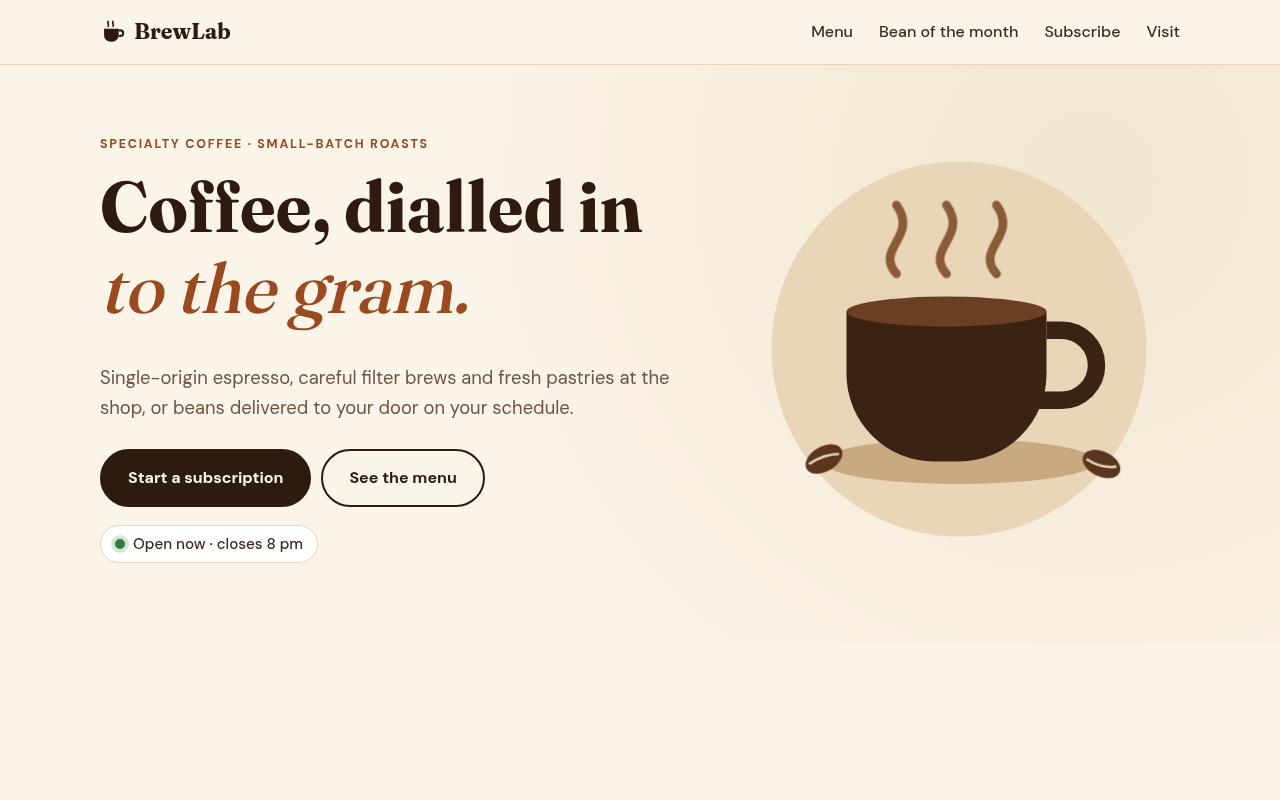 BrewLab
Menu
Bean of the month
Subscribe
Visit
SPECIALTY COFFEE · SMALL-BATCH ROASTS
Coffee, dialled in
to the gram.
Single-origin espresso, careful filter brews and fresh pastries at the
shop, or beans delivered to your door on your schedule.
Start a subscription
See the menu
Open now · closes 8 pm